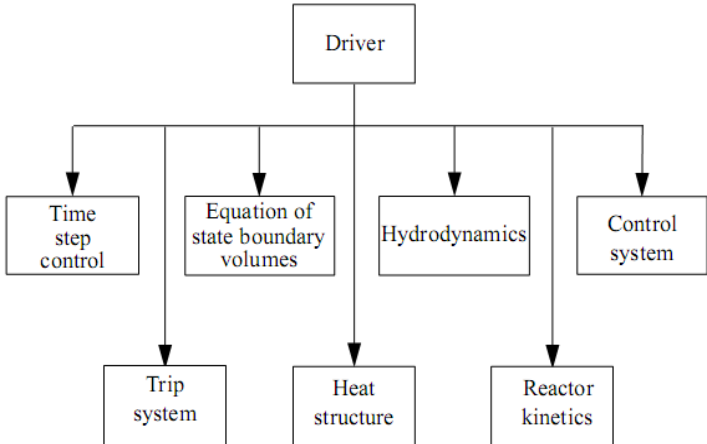 Driver
Time
step
control
Equation of
state boundary
volumes
Hydrodynamics
Control
system
Trip
system
Heat
structure
Reactor
kinetics